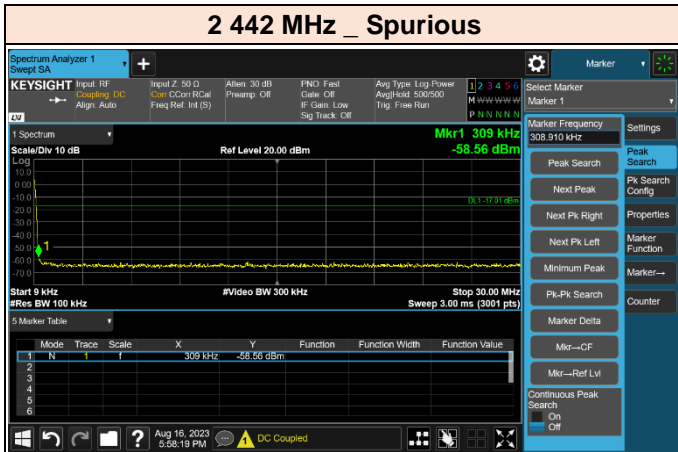 2 442 MHz _ Spurious
Spectrum Analyzer 1
Swept SA
+
Marker
KEYSIGHT
Input: RF
Coupling: DC
Align: Auto
Input Z: 50 Ω
Corr CCorr RCal
Freq Ref: Int (S)
Atten: 30 dB
Preamp: Off
PNO: Fast
Gate: Off
IF Gain: Low
Sig Track: Off
Avg Type: Log-Power
Avg|Hold: 500/500
Trig: Free Run
1 2 3 4 5 6
M W W W W W
P N N N N N
LXI
Select Marker
Marker 1
1 Spectrum
Scale/Div 10 dB
Ref Level 20.00 dBm
Mkr1 309 kHz
-58.56 dBm
Log
10.0
0.00
-10.0
-20.0
-30.0
-40.0
-50.0
-60.0
-70.0
DL1 -17.01 dBm
1
Start 9 kHz
#Video BW 300 kHz
Stop 30.00 MHz
#Res BW 100 kHz
Sweep 3.00 ms (3001 pts)
5 Marker Table
Mode Trace Scale X Y Function Function Width Function Value
1 N 1 f 309 kHz -58.56 dBm
2
3
4
5
6
Marker Frequency
308.910 kHz
Peak Search
Next Peak
Next Pk Right
Next Pk Left
Minimum Peak
Pk-Pk Search
Marker Delta
Mkr→CF
Mkr→Ref Lvl
Continuous Peak
Search
On
Off
Settings
Peak
Search
Pk Search
Config
Properties
Marker
Function
Marker→
Counter
?
Aug 16, 2023
5:58:19 PM
DC Coupled